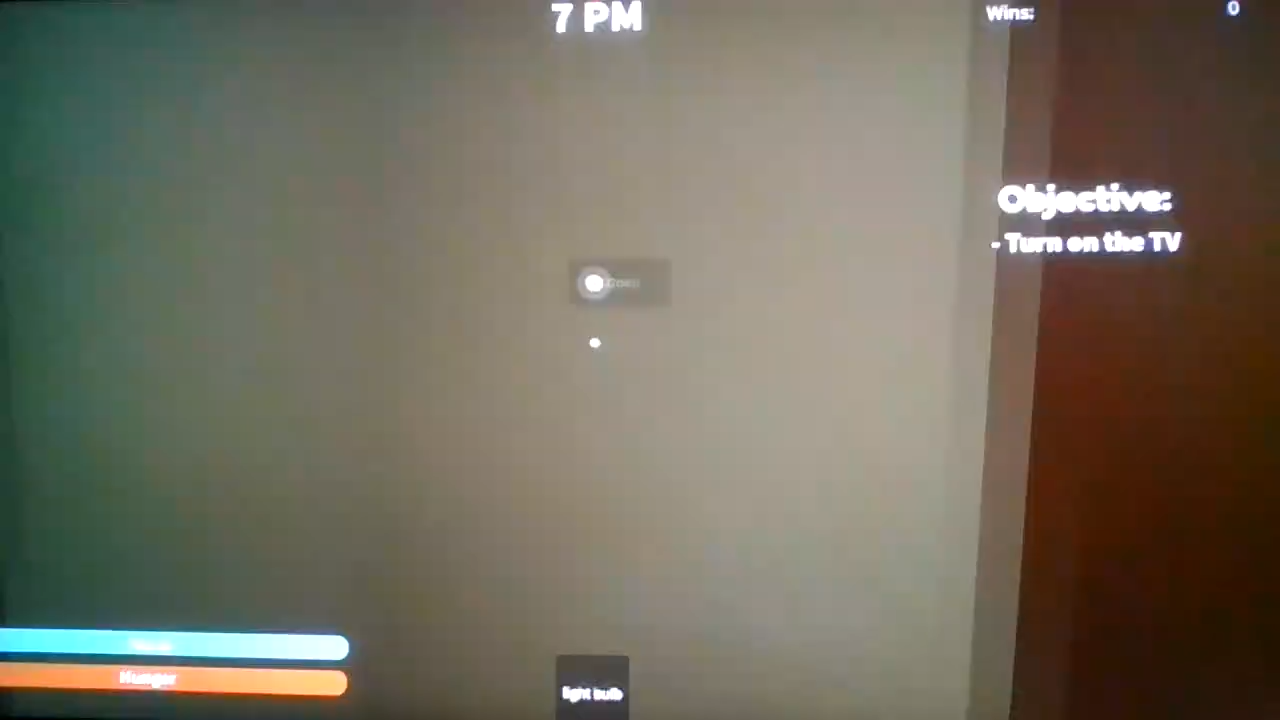 7 PM
Wins: 0
Objective:
- Turn on the TV
Hunger
light bulb